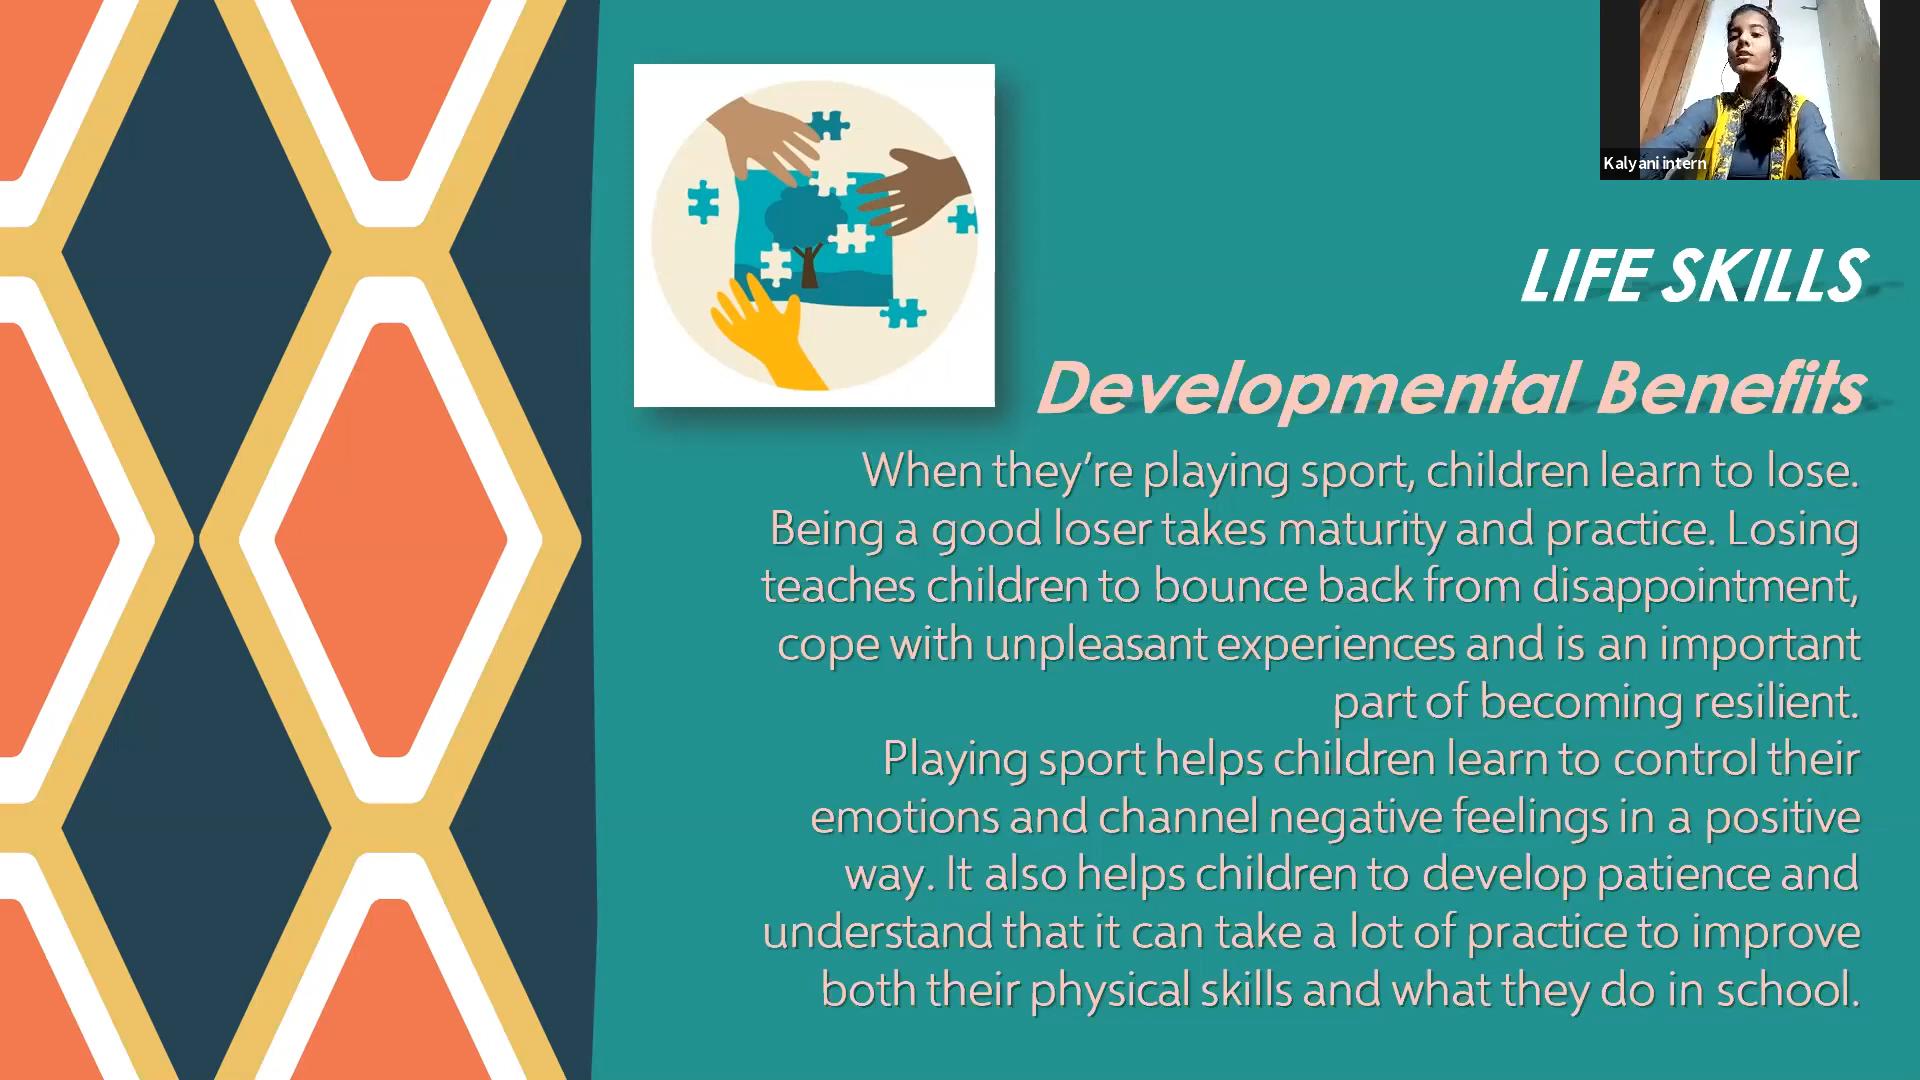 Kalyani intern
LIFE SKILLS
Developmental Benefits
When they’re playing sport, children learn to lose.
Being a good loser takes maturity and practice. Losing
teaches children to bounce back from disappointment,
cope with unpleasant experiences and is an important
part of becoming resilient.
Playing sport helps children learn to control their
emotions and channel negative feelings in a positive
way. It also helps children to develop patience and
understand that it can take a lot of practice to improve
both their physical skills and what they do in school.